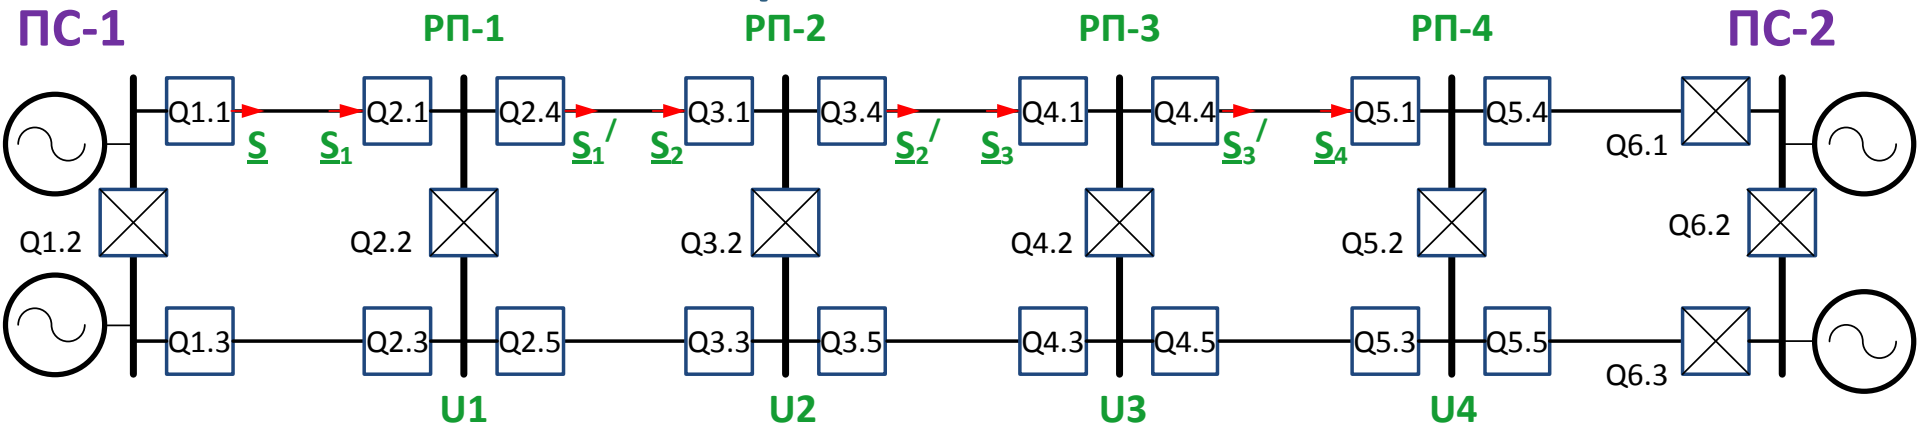 ПС-1 РП-1 РП-2 РП-3 РП-4 ПС-2
Q1.1 Q2.1 Q2.4 Q3.1 Q3.4 Q4.1 Q4.4 Q5.1 Q5.4
S S1 S1/ S2 S2/ S3 S3/ S4 Q6.1
Q1.2 Q2.2 Q3.2 Q4.2 Q5.2 Q6.2
Q1.3 Q2.3 Q2.5 Q3.3 Q3.5 Q4.3 Q4.5 Q5.3 Q5.5
Q6.3
U1 U2 U3 U4